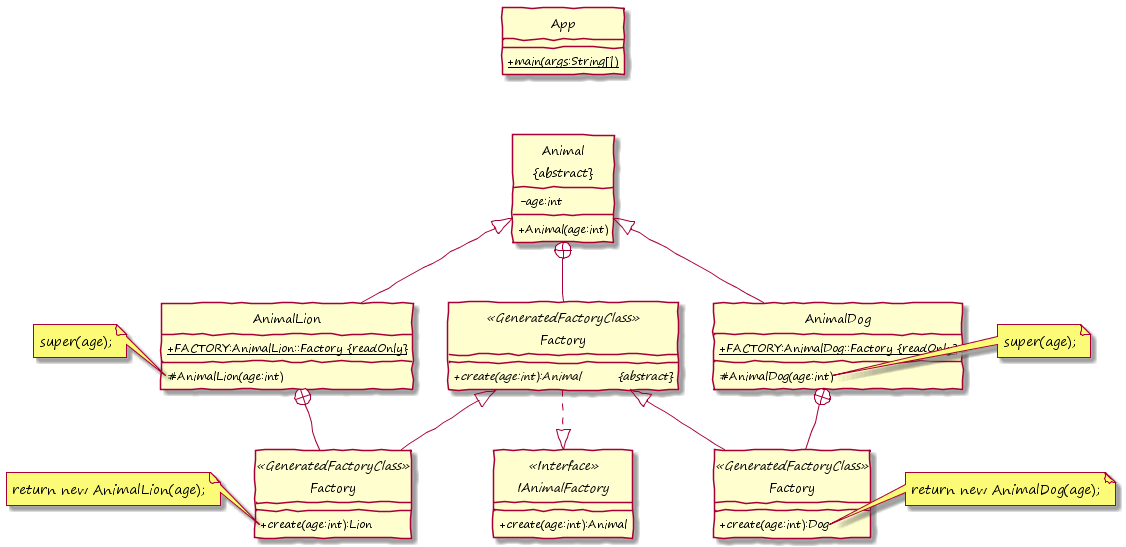 App
+main(args:String[])
Animal
{abstract}
-age:int
+Animal(age:int)
AnimalLion
+FACTORY:AnimalLion::Factory {readOnly}
#AnimalLion(age:int)
super(age);
«GeneratedFactoryClass»
Factory
+create(age:int):Animal {abstract}
AnimalDog
+FACTORY:AnimalDog::Factory {readOnly}
#AnimalDog(age:int)
super(age);
«GeneratedFactoryClass»
Factory
+create(age:int):Lion
return new AnimalLion(age);
«Interface»
IAnimalFactory
+create(age:int):Animal
«GeneratedFactoryClass»
Factory
+create(age:int):Dog
return new AnimalDog(age);